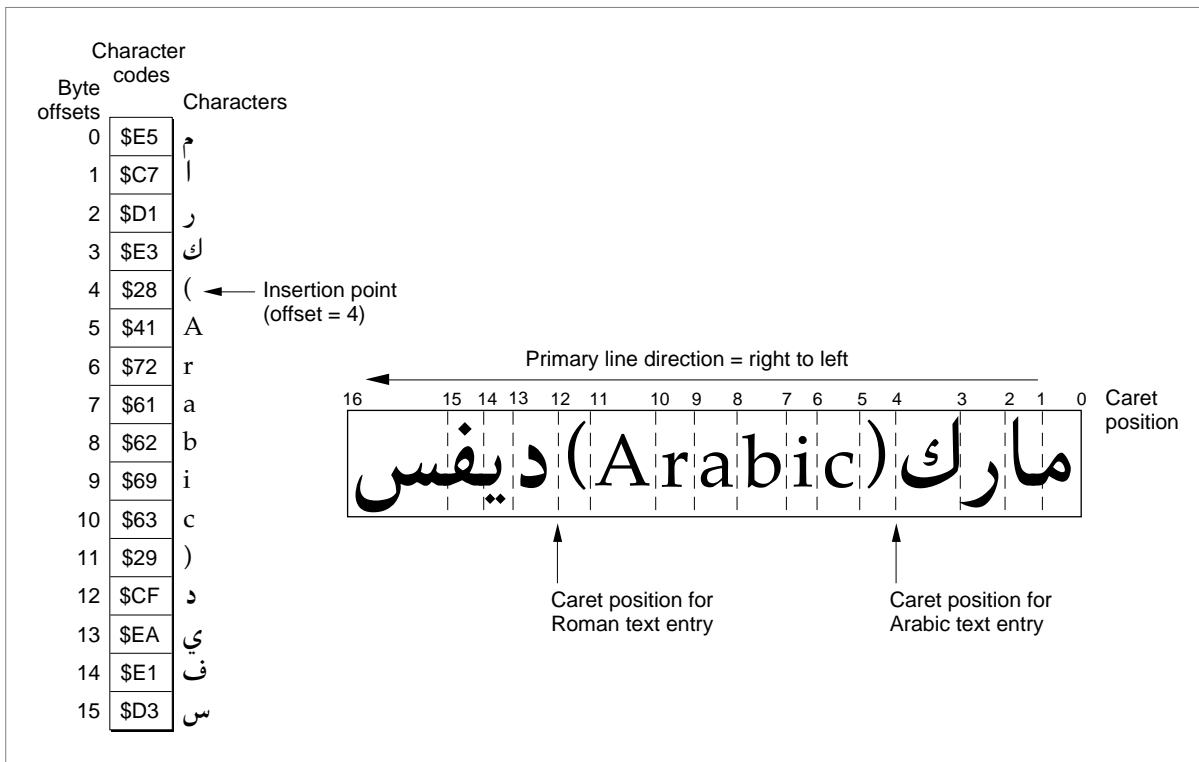 Character
codes
Byte
offsets
Characters
0 $E5 م
1 $C7 ا
2 $D1 ر
3 $E3 ك
4 $28 (
Insertion point
(offset = 4)
5 $41 A
6 $72 r
7 $61 a
8 $62 b
9 $69 i
10 $63 c
11 $29 )
12 $CF د
13 $EA ي
14 $E1 ف
15 $D3 س
Primary line direction = right to left
16 15 14 13 12 11 10 9 8 7 6 5 4 3 2 1 0
Caret
position
مارك(Arabic)ديفس
Caret position for
Roman text entry
Caret position for
Arabic text entry